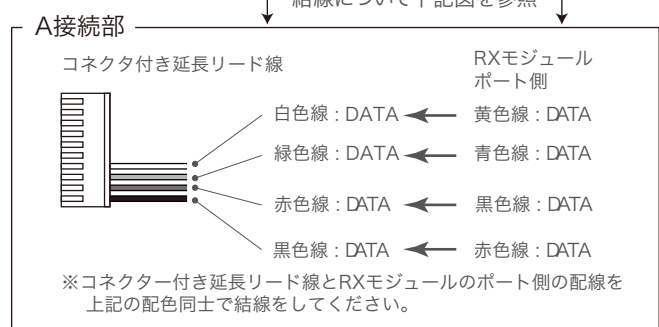 結線について下記図を参照
A接続部
コネクタ付き延長リード線
RXモジュール
ポート側
白色線：DATA 黄色線：DATA
緑色線：DATA 青色線：DATA
赤色線：DATA 黒色線：DATA
黒色線：DATA 赤色線：DATA
※コネクター付き延長リード線とRXモジュールのポート側の配線を
上記の配色同士で結線をしてください。